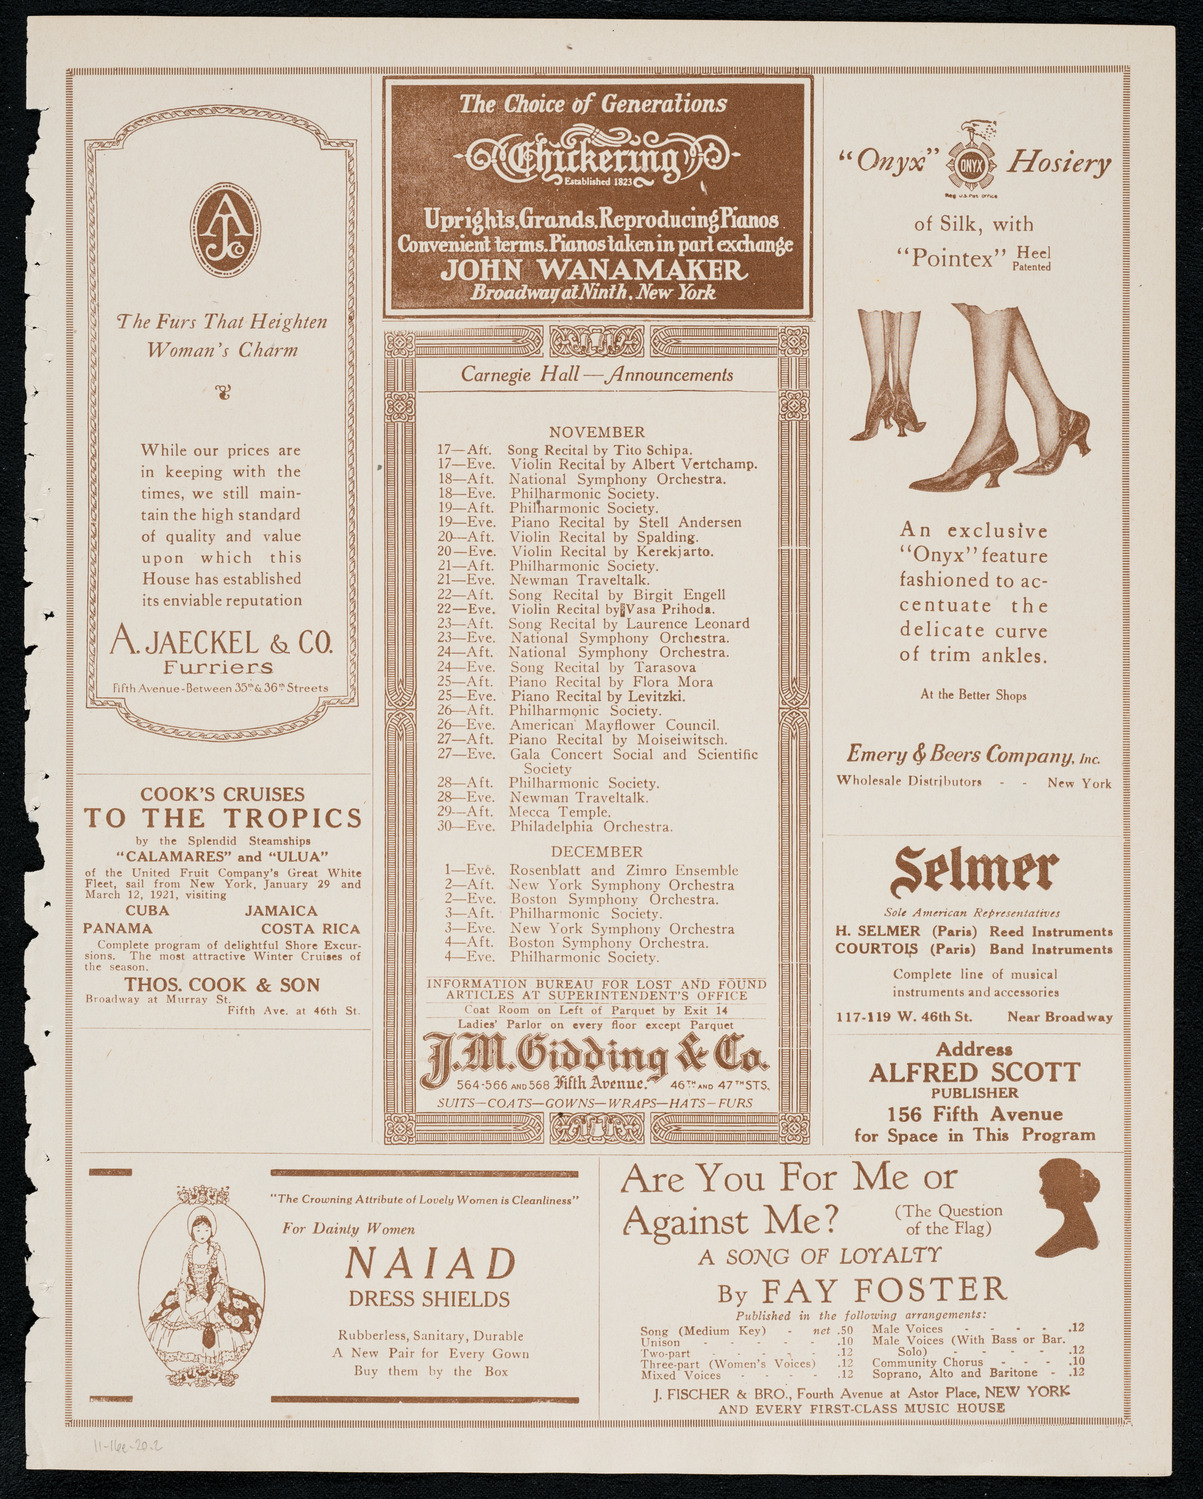 AJCo
The Furs That Heighten
Woman's Charm
While our prices are
in keeping with the
times, we still main-
tain the high standard
of quality and value
upon which this
House has established
its enviable reputation
A. JAECKEL & CO.
Furriers
Fifth Avenue - Between 35th & 36th Streets
COOK'S CRUISES
TO THE TROPICS
by the Splendid Steamships
"CALAMARES" and "ULUA"
of the United Fruit Company's Great White
Fleet, sail from New York, January 29 and
March 12, 1921, visiting
CUBA JAMAICA
PANAMA COSTA RICA
Complete program of delightful Shore Excur-
sions. The most attractive Winter Cruises of
the season.
THOS. COOK & SON
Broadway at Murray St.
Fifth Ave. at 46th St.
The Choice of Generations
Chickering
Established 1823
Uprights, Grands, Reproducing Pianos
Convenient terms. Pianos taken in part exchange
JOHN WANAMAKER
Broadway at Ninth, New York
Carnegie Hall—Announcements
NOVEMBER
17—Aft. Song Recital by Tito Schipa.
17—Eve. Violin Recital by Albert Vertchamp.
18—Aft. National Symphony Orchestra.
18—Eve. Philharmonic Society.
19—Aft. Philharmonic Society.
19—Eve. Piano Recital by Stell Andersen
20—Aft. Violin Recital by Spalding.
20—Eve. Violin Recital by Kerekjarto.
21—Aft. Philharmonic Society.
21—Eve. Newman Traveltalk.
22—Aft. Song Recital by Birgit Engell
22—Eve. Violin Recital by Vasa Prihoda.
23—Aft. Song Recital by Laurence Leonard
23—Eve. National Symphony Orchestra.
24—Aft. National Symphony Orchestra.
24—Eve. Song Recital by Tarasova
25—Aft. Piano Recital by Flora Mora
25—Eve. Piano Recital by Levitzki.
26—Aft. Philharmonic Society.
26—Eve. American Mayflower Council.
27—Aft. Piano Recital by Moiseiwitsch.
27—Eve. Gala Concert Social and Scientific
Society
28—Aft. Philharmonic Society.
28—Eve. Newman Traveltalk.
29—Aft. Mecca Temple.
30—Eve. Philadelphia Orchestra.
DECEMBER
1—Eve. Rosenblatt and Zimro Ensemble
2—Aft. New York Symphony Orchestra
2—Eve. Boston Symphony Orchestra.
3—Aft. Philharmonic Society.
3—Eve. New York Symphony Orchestra
4—Aft. Boston Symphony Orchestra.
4—Eve. Philharmonic Society.
INFORMATION BUREAU FOR LOST AND FOUND
ARTICLES AT SUPERINTENDENT'S OFFICE
Coat Room on Left of Parquet by Exit 14
Ladies' Parlor on every floor except Parquet
J.M. Gidding & Co.
564-566 AND 568 Fifth Avenue. 46TH AND 47TH STS.
SUITS—COATS—GOWNS—WRAPS—HATS—FURS
"Onyx" ONYX Hosiery
Reg. U.S. Pat. Office
of Silk, with
"Pointex" Heel
Patented
An exclusive
"Onyx" feature
fashioned to ac-
centuate the
delicate curve
of trim ankles.
At the Better Shops
Emery & Beers Company, Inc.
Wholesale Distributors - - New York
Selmer
Sole American Representatives
H. SELMER (Paris) Reed Instruments
COURTOIS (Paris) Band Instruments
Complete line of musical
instruments and accessories
117-119 W. 46th St. Near Broadway
Address
ALFRED SCOTT
PUBLISHER
156 Fifth Avenue
for Space in This Program
"The Crowning Attribute of Lovely Women is Cleanliness"
For Dainty Women
NAIAD
DRESS SHIELDS
Rubberless, Sanitary, Durable
A New Pair for Every Gown
Buy them by the Box
Are You For Me or
Against Me? (The Question
of the Flag)
A SONG OF LOYALTY
By FAY FOSTER
Published in the following arrangements:
Song (Medium Key) - net .50
Unison - - - - - .10
Two-part - - - - .12
Three-part (Women's Voices) .12
Mixed Voices - - - - .12
Male Voices - - - - .12
Male Voices (With Bass or Bar.
Solo) - - - - .12
Community Chorus - - - .10
Soprano, Alto and Baritone - .12
J. FISCHER & BRO., Fourth Avenue at Astor Place, NEW YORK
AND EVERY FIRST-CLASS MUSIC HOUSE
11-16e-20.2